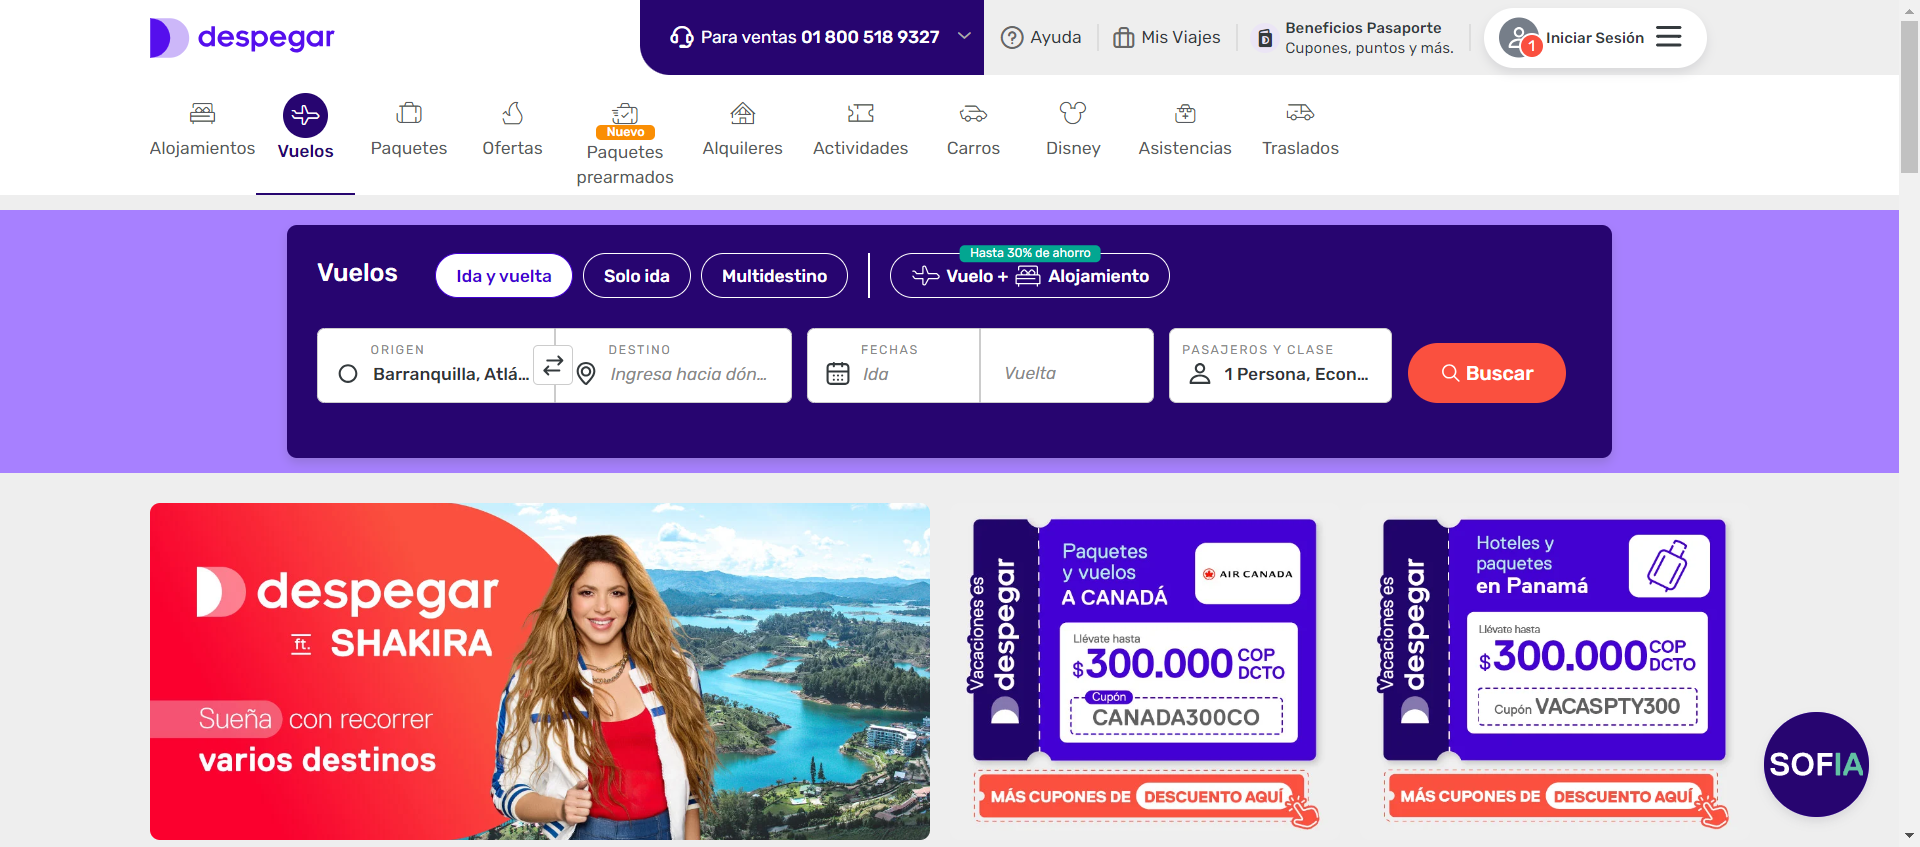 despegar
Para ventas 01 800 518 9327
Ayuda
Mis Viajes
Beneficios Pasaporte
Cupones, puntos y más.
1
Iniciar Sesión
Alojamientos
Vuelos
Paquetes
Ofertas
Nuevo
Paquetes
prearmados
Alquileres
Actividades
Carros
Disney
Asistencias
Traslados
Vuelos
Ida y vuelta
Solo ida
Multidestino
Hasta 30% de ahorro
Vuelo + Alojamiento
ORIGEN
Barranquilla, Atlá...
DESTINO
Ingresa hacia dón...
FECHAS
Ida
Vuelta
PASAJEROS Y CLASE
1 Persona, Econ...
Buscar
despegar
ft. SHAKIRA
Sueña con recorrer
varios destinos
Vacaciones es
despegar
Paquetes
y vuelos
A CANADÁ
AIR CANADA
Llévate hasta
$300.000 COP
DCTO
Cupón
CANADA300CO
MÁS CUPONES DE DESCUENTO AQUÍ
Vacaciones es
despegar
Hoteles y
paquetes
en Panamá
Llévate hasta
$300.000 COP
DCTO
Cupón VACASPTY300
MÁS CUPONES DE DESCUENTO AQUÍ
SOFIA